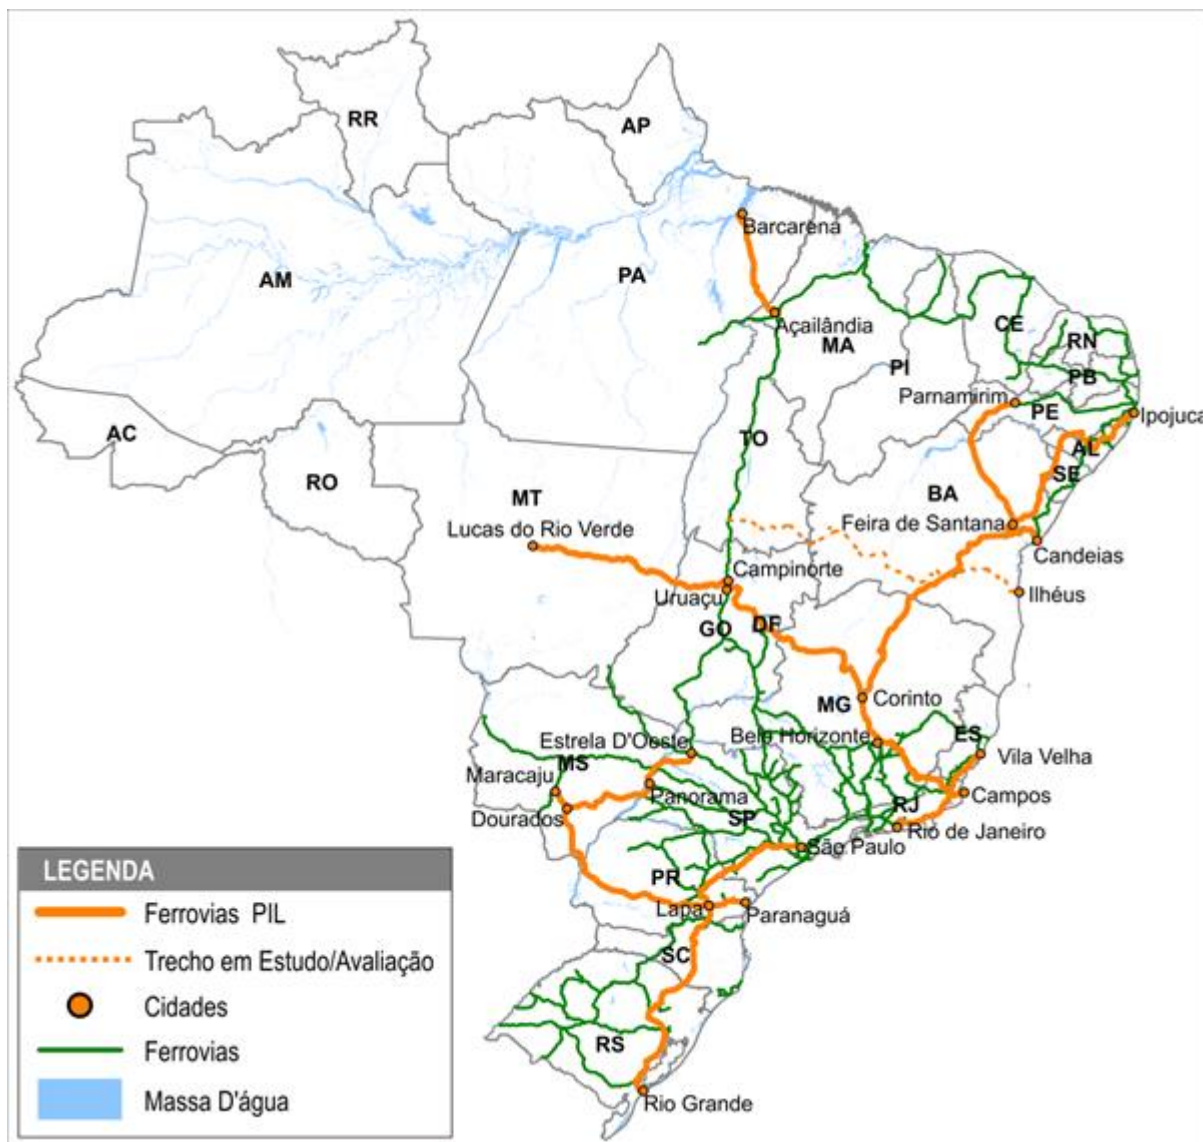 RR
AP
Barcarena
AM
PA
Açailândia
MA
CE
RN
PI
PB
Parnamirim
PE
Ipojuca
AC
TO
AL
SE
RO
MT
BA
Lucas do Rio Verde
Feira de Santana
Candeias
Campinorte
Uruaçu
Ilhéus
GO
DF
MG
Corinto
Belo Horizonte
ES
Estrela D'Oeste
Vila Velha
MS
Maracaju
Panorama
Campos
Dourados
SP
RJ
Rio de Janeiro
São Paulo
PR
Lapa
Paranaguá
SC
RS
Rio Grande
LEGENDA
Ferrovias PIL
Trecho em Estudo/Avaliação
Cidades
Ferrovias
Massa D'água